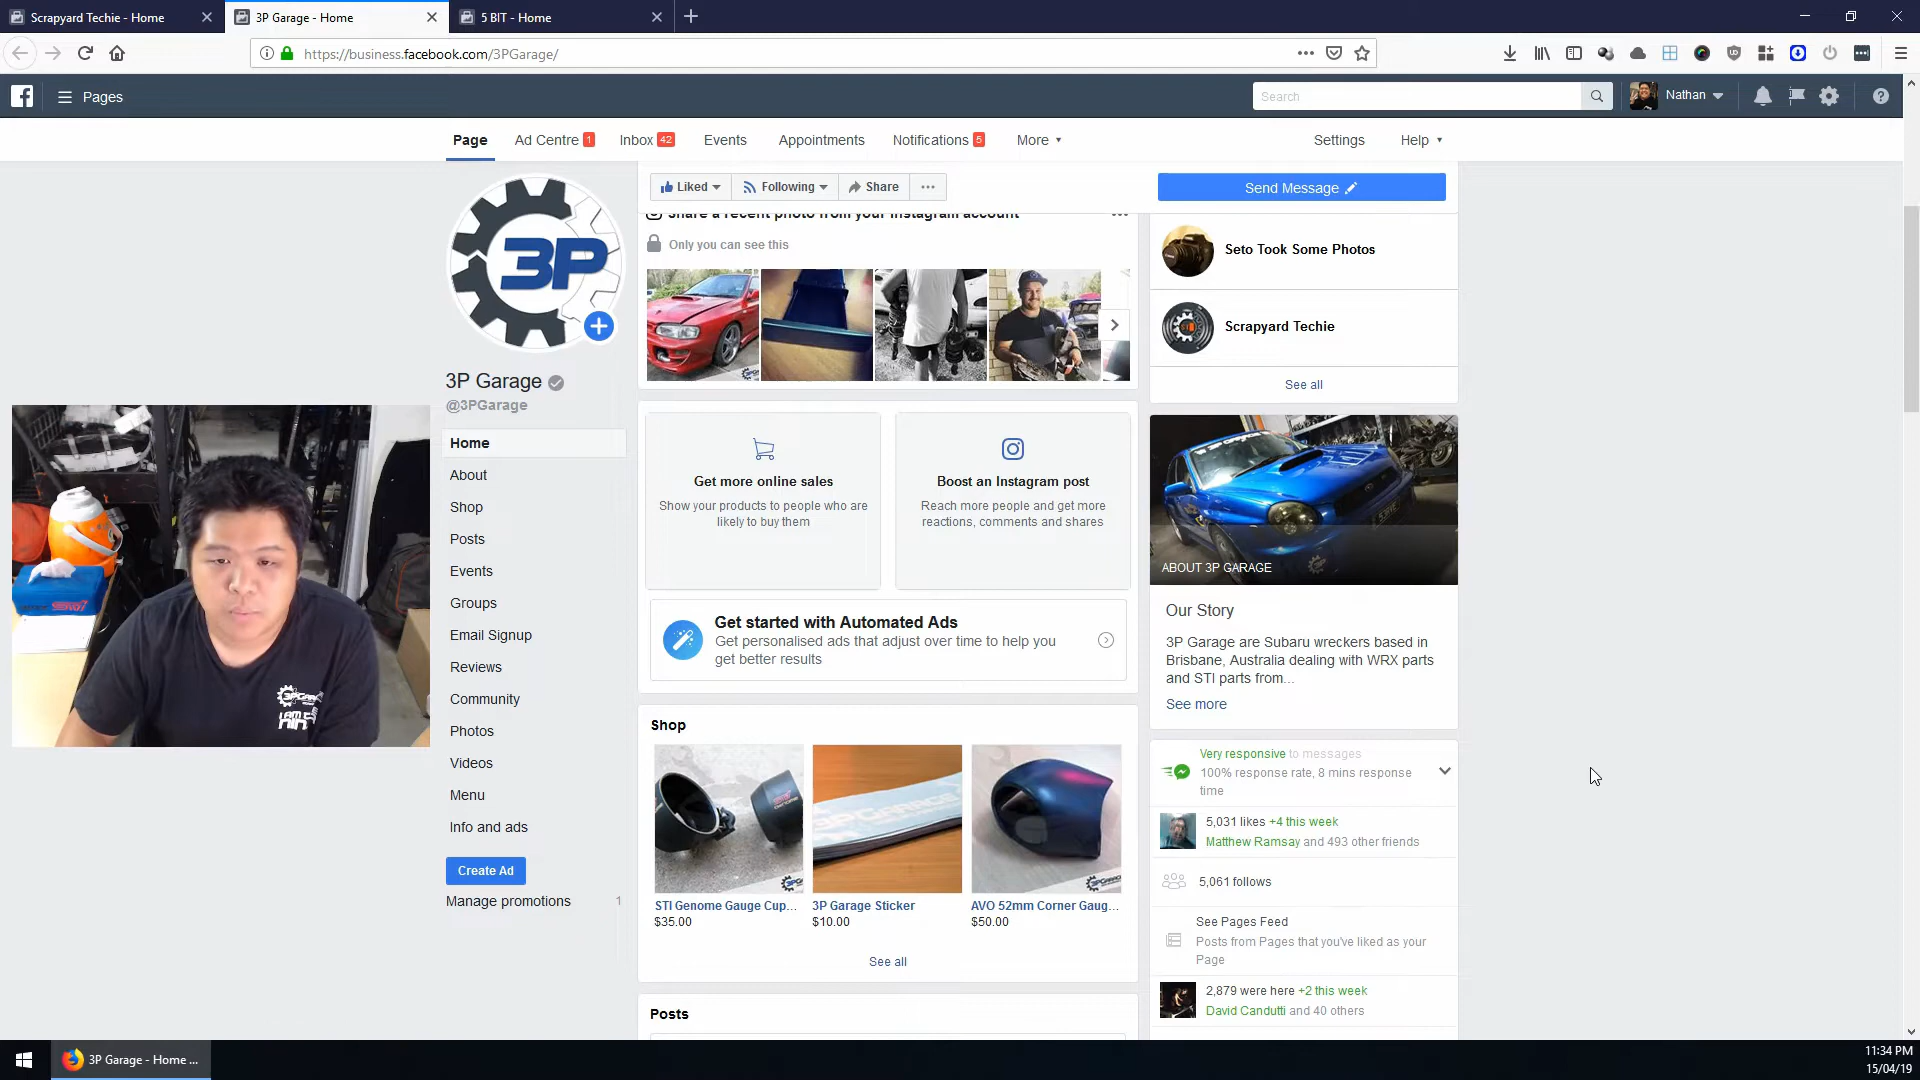 Scrapyard Techie - Home
3P Garage - Home
5 BIT - Home
https://business.facebook.com/3PGarage/
Pages
Search
Nathan
Page
Ad Centre 1
Inbox 42
Events
Appointments
Notifications 5
More
Settings
Help
Liked
Following
Share
Send Message
Share a recent photo from your Instagram account
Only you can see this
3P
3P Garage
@3PGarage
Home
About
Shop
Posts
Events
Groups
Email Signup
Reviews
Community
Photos
Videos
Menu
Info and ads
Create Ad
Manage promotions 1
Get more online sales
Show your products to people who are
likely to buy them
Boost an Instagram post
Reach more people and get more
reactions, comments and shares
Get started with Automated Ads
Get personalised ads that adjust over time to help you
get better results
Shop
STI Genome Gauge Cup...
$35.00
3P Garage Sticker
$10.00
AVO 52mm Corner Gaug...
$50.00
See all
Posts
Seto Took Some Photos
Scrapyard Techie
See all
ABOUT 3P GARAGE
Our Story
3P Garage are Subaru wreckers based in
Brisbane, Australia dealing with WRX parts
and STI parts from...
See more
Very responsive to messages
100% response rate, 8 mins response
time
5,031 likes +4 this week
Matthew Ramsay and 493 other friends
5,061 follows
See Pages Feed
Posts from Pages that you've liked as your
Page
2,879 were here +2 this week
David Candutti and 40 others
3P Garage - Home ...
11:34 PM
15/04/19